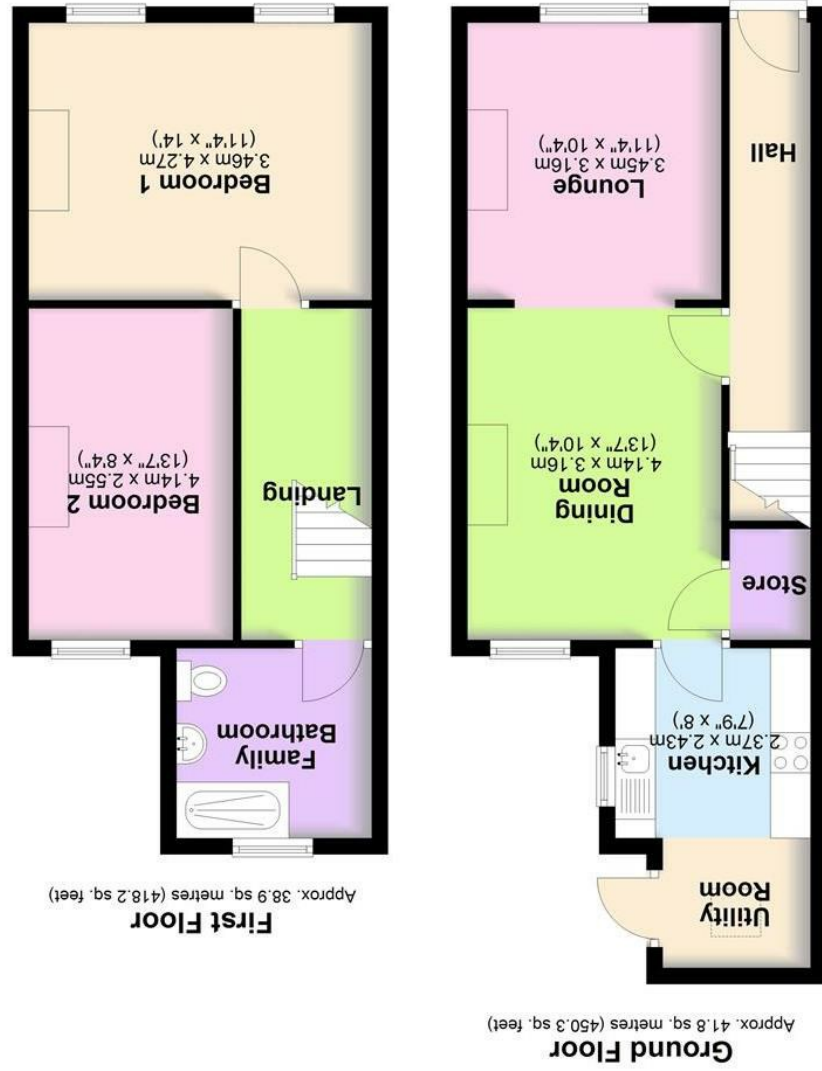 Ground Floor
Approx. 41.8 sq. metres (450.3 sq. feet)
Utility
Room
Kitchen
2.37m x 2.43m
(7'9" x 8')
Store
Dining
Room
4.14m x 3.16m
(13'7" x 10'4")
Lounge
3.45m x 3.16m
(11'4" x 10'4")
Hall
First Floor
Approx. 38.9 sq. metres (418.2 sq. feet)
Family
Bathroom
Landing
Bedroom 2
4.14m x 2.55m
(13'7" x 8'4")
Bedroom 1
3.46m x 4.27m
(11'4" x 14')